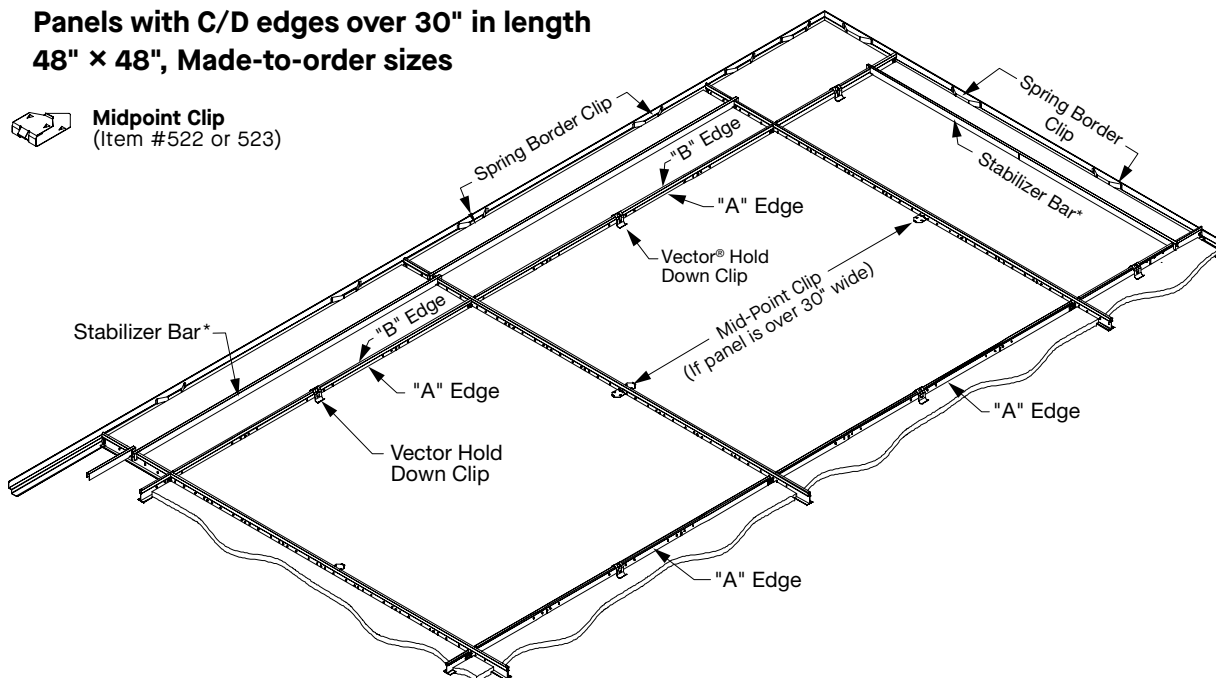 Panels with C/D edges over 30" in length
48" × 48", Made-to-order sizes
Midpoint Clip
(Item #522 or 523)
Spring Border Clip
Spring Border
Clip
"B" Edge
"A" Edge
Stabilizer Bar*
Vector® Hold
Down Clip
Mid-Point Clip
(If panel is over 30" wide)
Stabilizer Bar*
"B" Edge
"A" Edge
"A" Edge
Vector Hold
Down Clip
"A" Edge